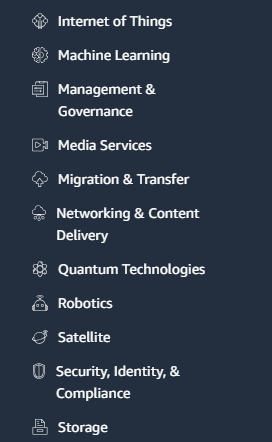 Internet of Things
Machine Learning
Management &
Governance
Media Services
Migration & Transfer
Networking & Content
Delivery
Quantum Technologies
Robotics
Satellite
Security, Identity, &
Compliance
Storage